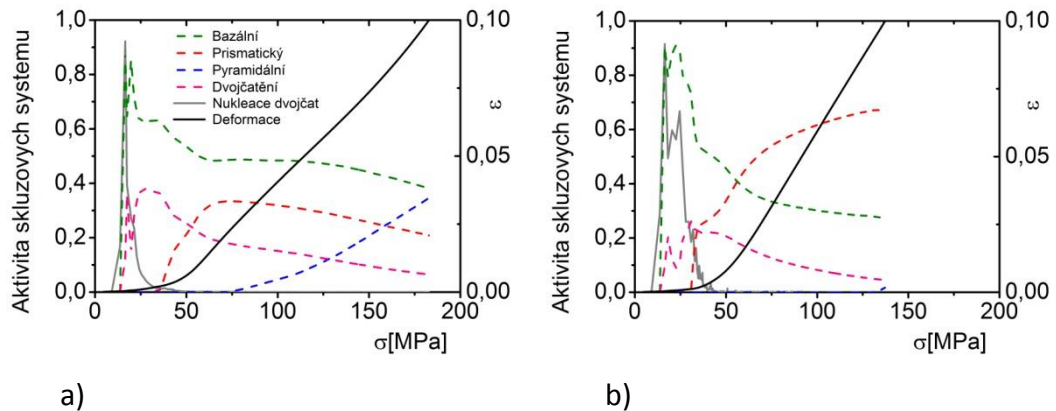 Aktivita skluzovych systemu
1,0
0,8
0,6
0,4
0,2
0,0
0
50
100
150
200
σ[MPa]
0,10
0,05
0,00
ε
Bazální
Prismatický
Pyramidální
Dvojčatění
Nukleace dvojčat
Deformace
a)
Aktivita skluzovych systemu
1,0
0,8
0,6
0,4
0,2
0,0
0
50
100
150
200
σ[MPa]
0,10
0,05
0,00
ε
b)